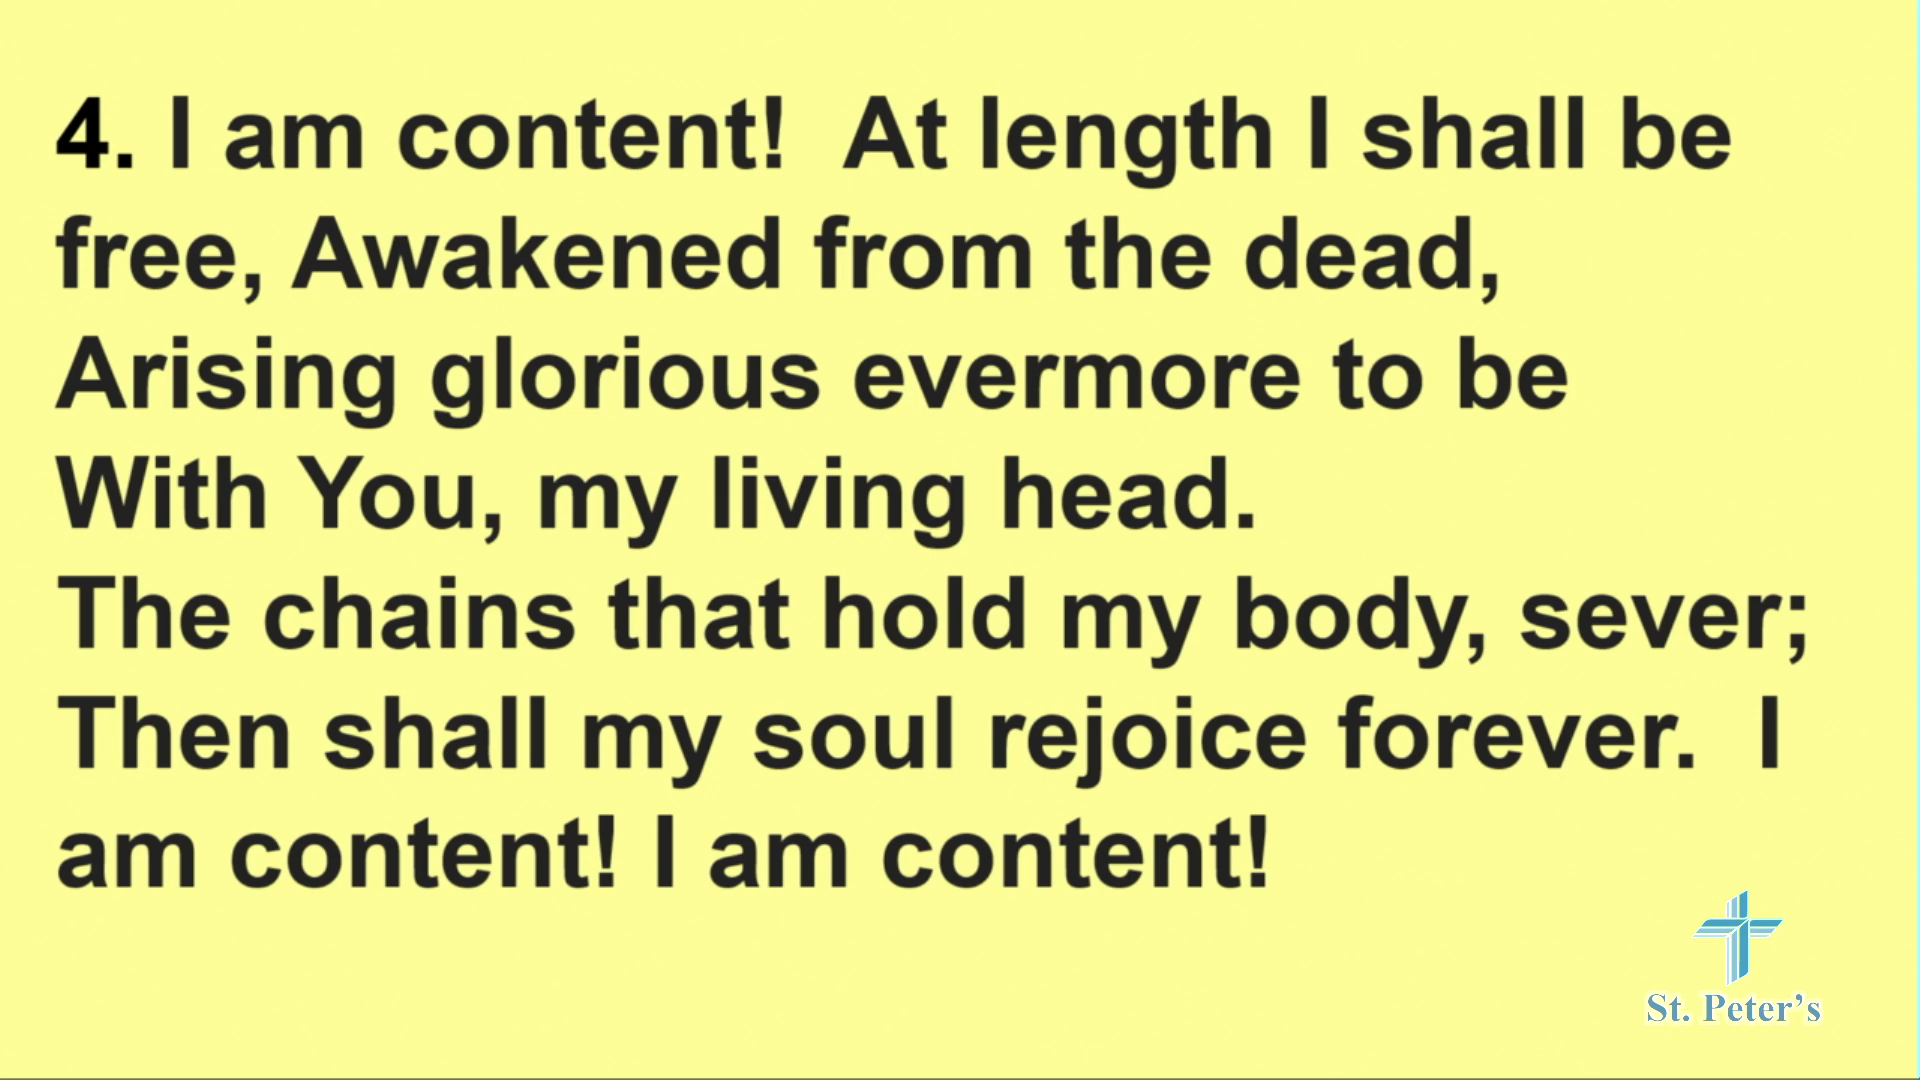 4. I am content!  At length I shall be
free, Awakened from the dead,
Arising glorious evermore to be
With You, my living head.
The chains that hold my body, sever;
Then shall my soul rejoice forever.  I
am content! I am content!
St. Peter's